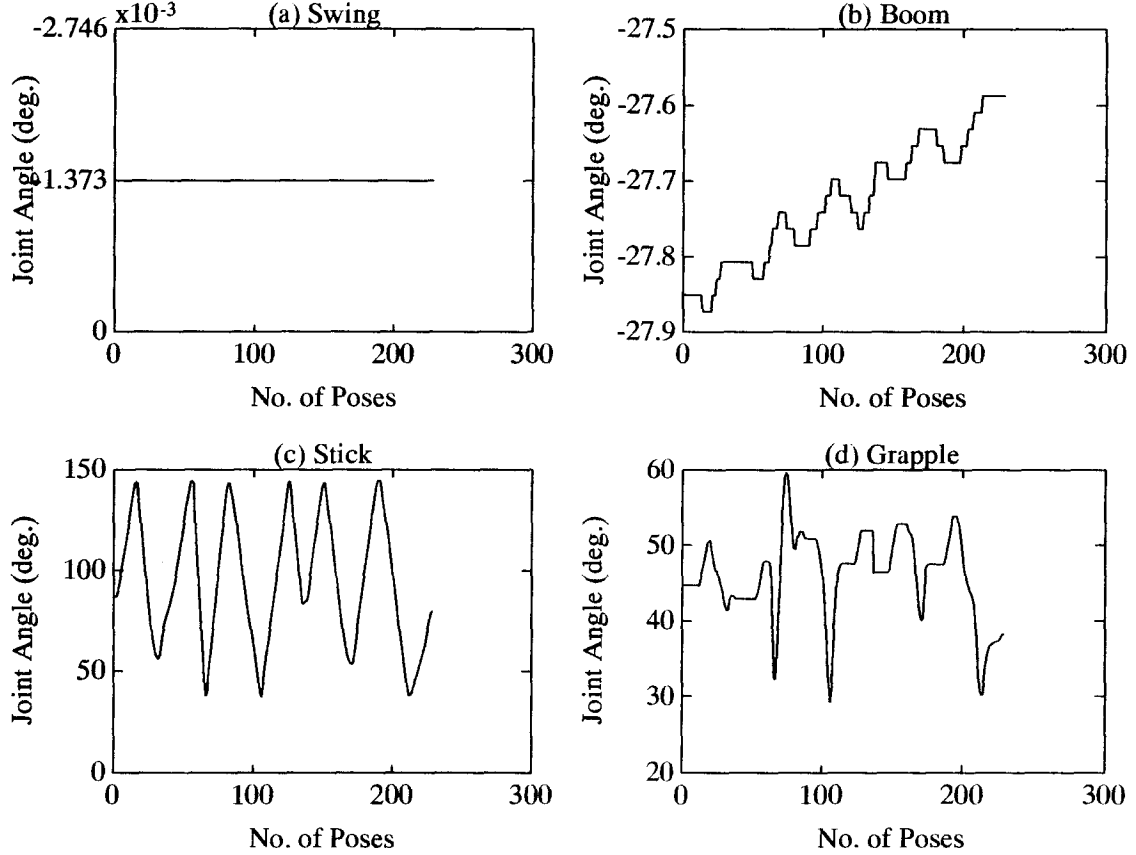 x10-3 (a) Swing
-2.746
-1.373
0
0 100 200 300
Joint Angle (deg.)
No. of Poses
(b) Boom
-27.5
-27.6
-27.7
-27.8
-27.9
0 100 200 300
Joint Angle (deg.)
No. of Poses
(c) Stick
150
100
50
0
0 100 200 300
Joint Angle (deg.)
No. of Poses
(d) Grapple
60
50
40
30
20
0 100 200 300
Joint Angle (deg.)
No. of Poses